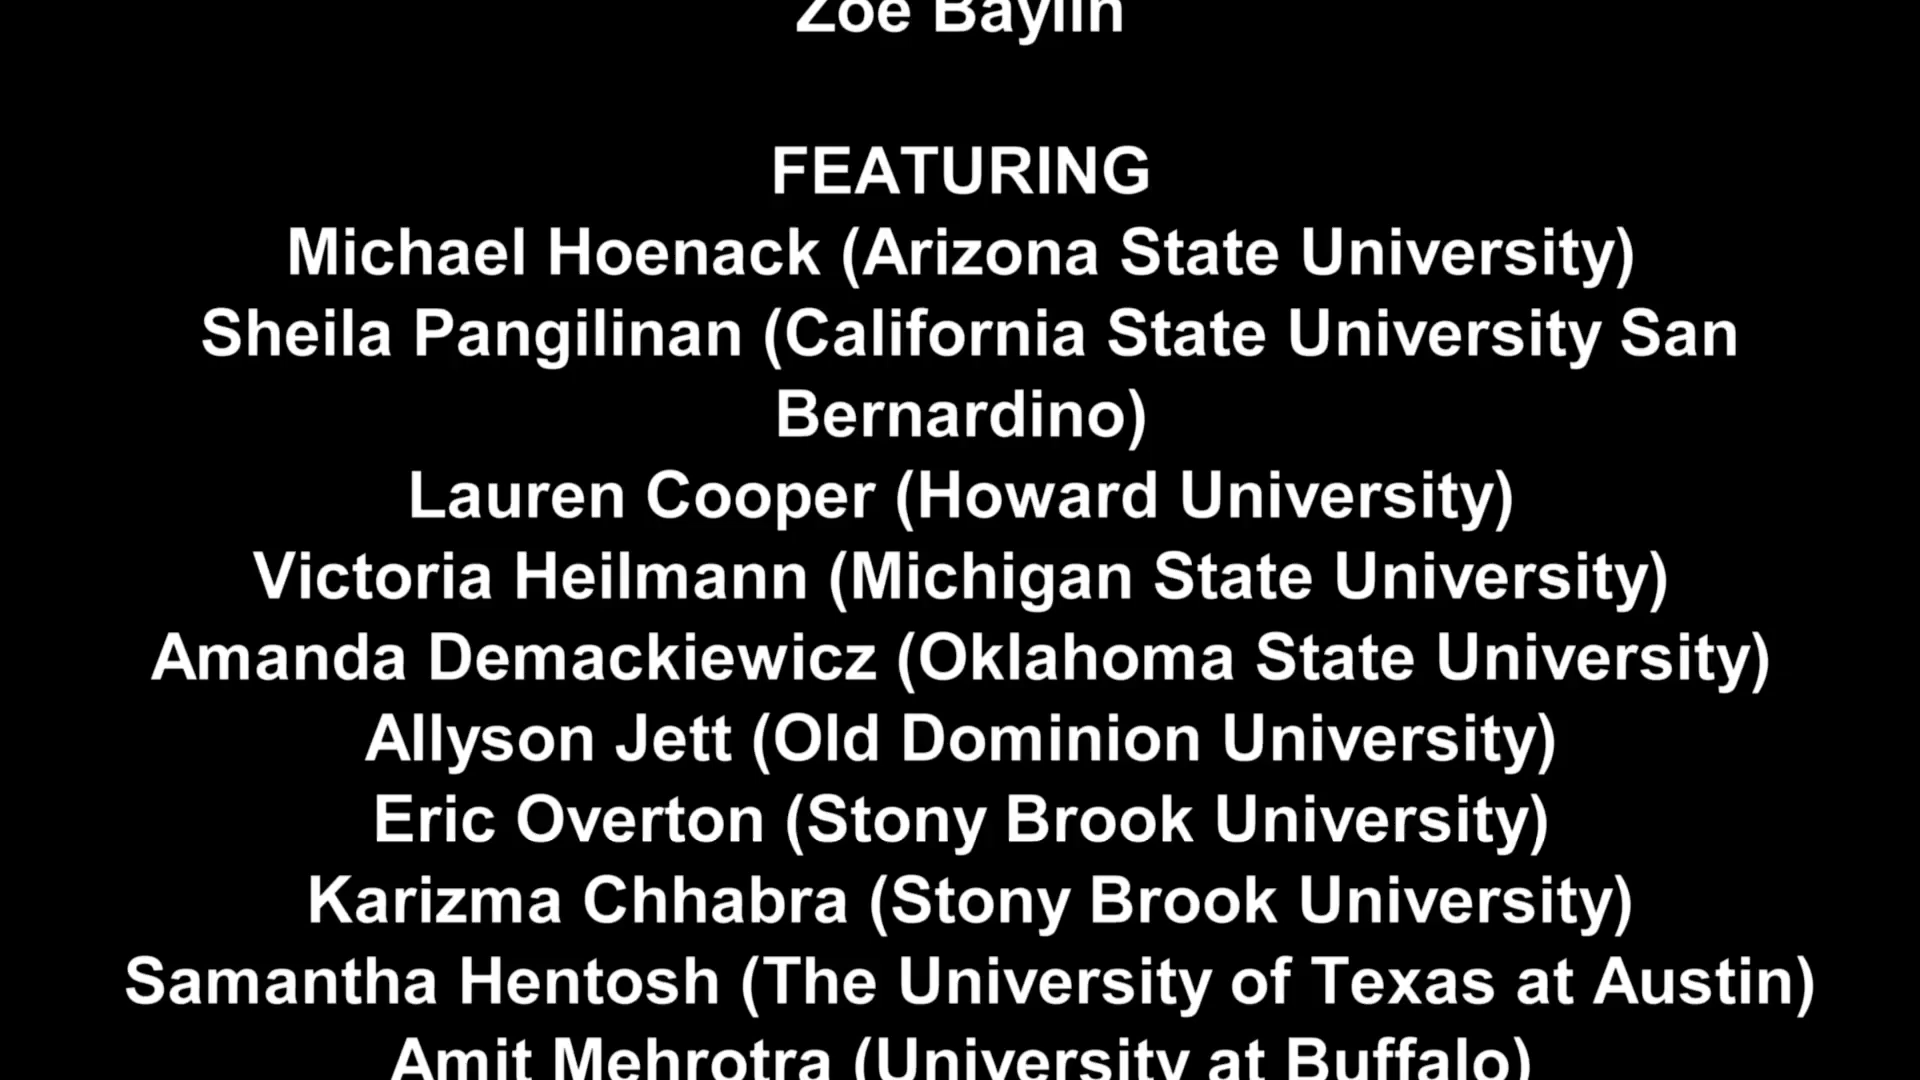 Zoe Baylin
FEATURING
Michael Hoenack (Arizona State University)
Sheila Pangilinan (California State University San
Bernardino)
Lauren Cooper (Howard University)
Victoria Heilmann (Michigan State University)
Amanda Demackiewicz (Oklahoma State University)
Allyson Jett (Old Dominion University)
Eric Overton (Stony Brook University)
Karizma Chhabra (Stony Brook University)
Samantha Hentosh (The University of Texas at Austin)
Amit Mehrotra (University at Buffalo)